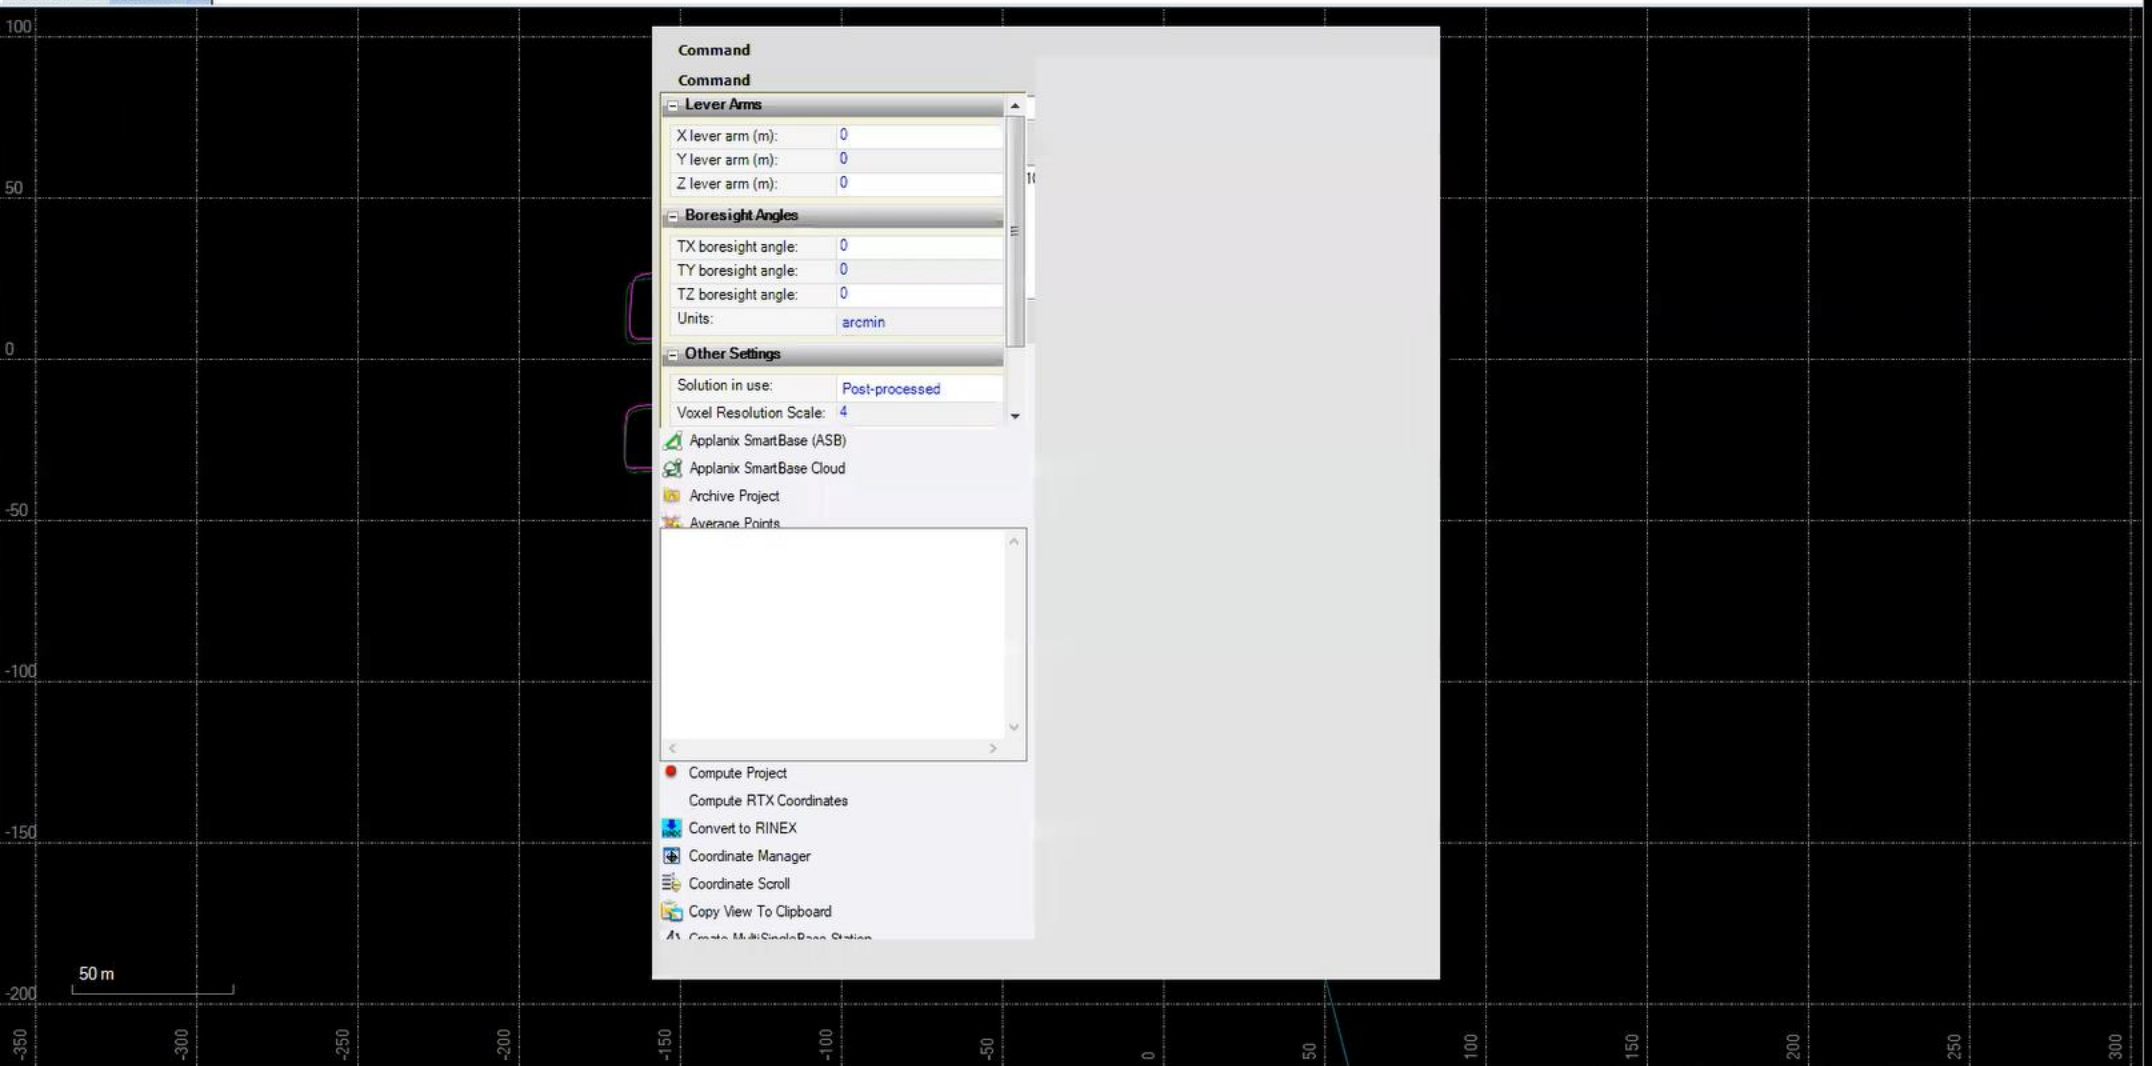 100
Command
Command
Lever Arms
X lever arm (m): 0
Y lever arm (m): 0
50
Z lever arm (m): 0
Boresight Angles
TX boresight angle: 0
TY boresight angle: 0
TZ boresight angle: 0
Units: arcmin
0
Other Settings
Solution in use: Post-processed
Voxel Resolution Scale: 4
Applanix SmartBase (ASB)
Applanix SmartBase Cloud
Archive Project
-50
Average Points
-100
Compute Project
Compute RTX Coordinates
Convert to RINEX
-150
Coordinate Manager
Coordinate Scroll
Copy View To Clipboard
Create MultiSingleBase Station
50 m
-200
-350 -300 -250 -200 -150 -100 -50 0 50 100 150 200 250 300